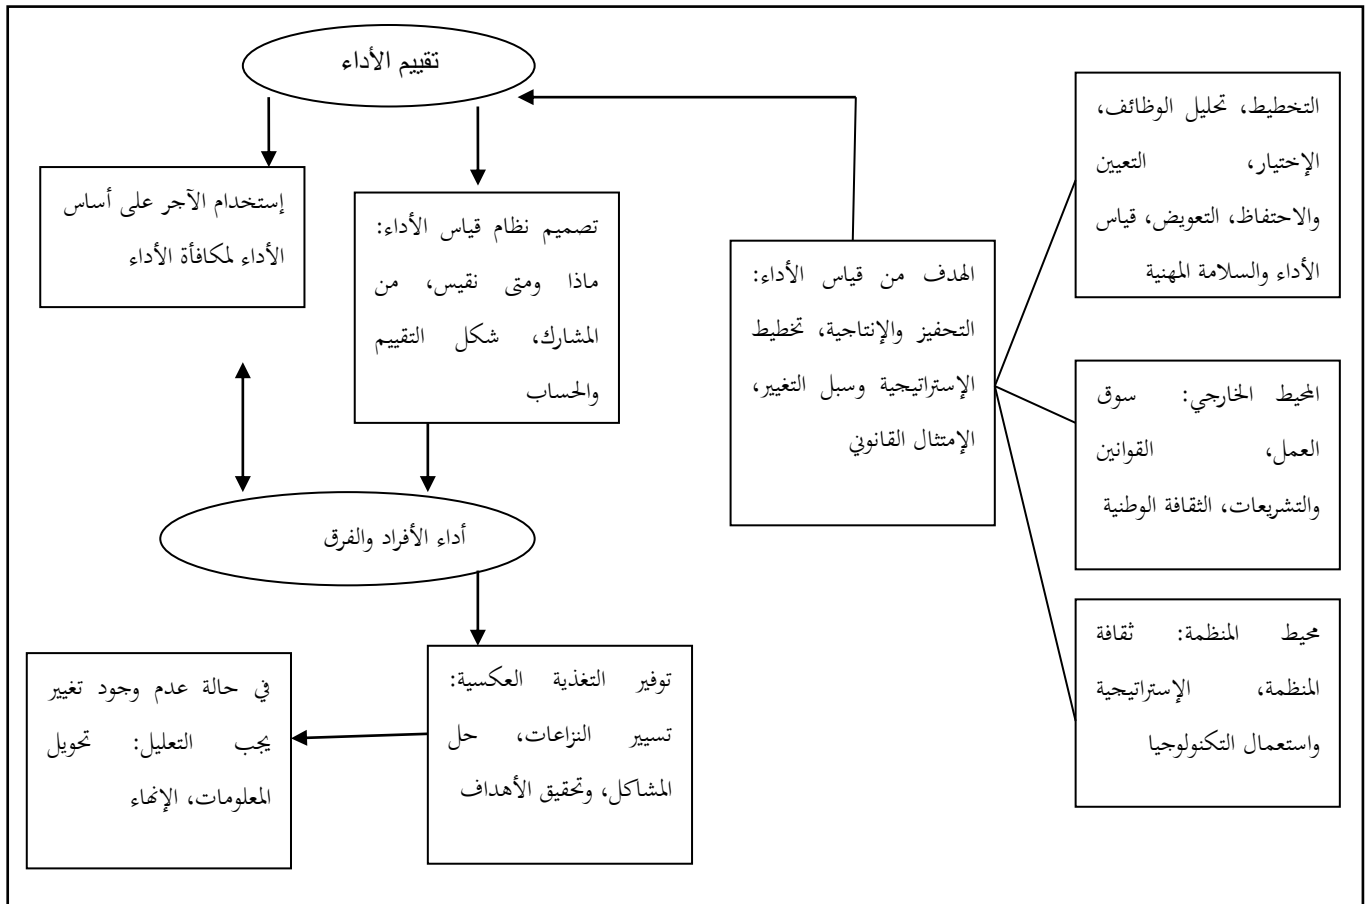 تقييم الأداء
التخطيط، تحليل الوظائف،
الإختيار، التعيين
والاحتفاظ، التعويض، قياس
الأداء والسلامة المهنية
إستخدام الآجر على أساس
الأداء لمكافأة الأداء
تصميم نظام قياس الأداء:
ماذا ومتى نقيس، من
المشارك، شكل التقييم
والحساب
الهدف من قياس الأداء:
التحفيز والإنتاجية، تخطيط
الإستراتيجية وسبل التغيير،
الإمتثال القانوني
المحيط الخارجي: سوق
العمل، القوانين
والتشريعات، الثقافة الوطنية
أداء الأفراد والفرق
محيط المنظمة: ثقافة
المنظمة، الإستراتيجية
واستعمال التكنولوجيا
توفير التغذية العكسية:
تسيير النزاعات، حل
المشاكل، وتحقيق الأهداف
في حالة عدم وجود تغيير
يجب التعليل: تحويل
المعلومات، الإنهاء